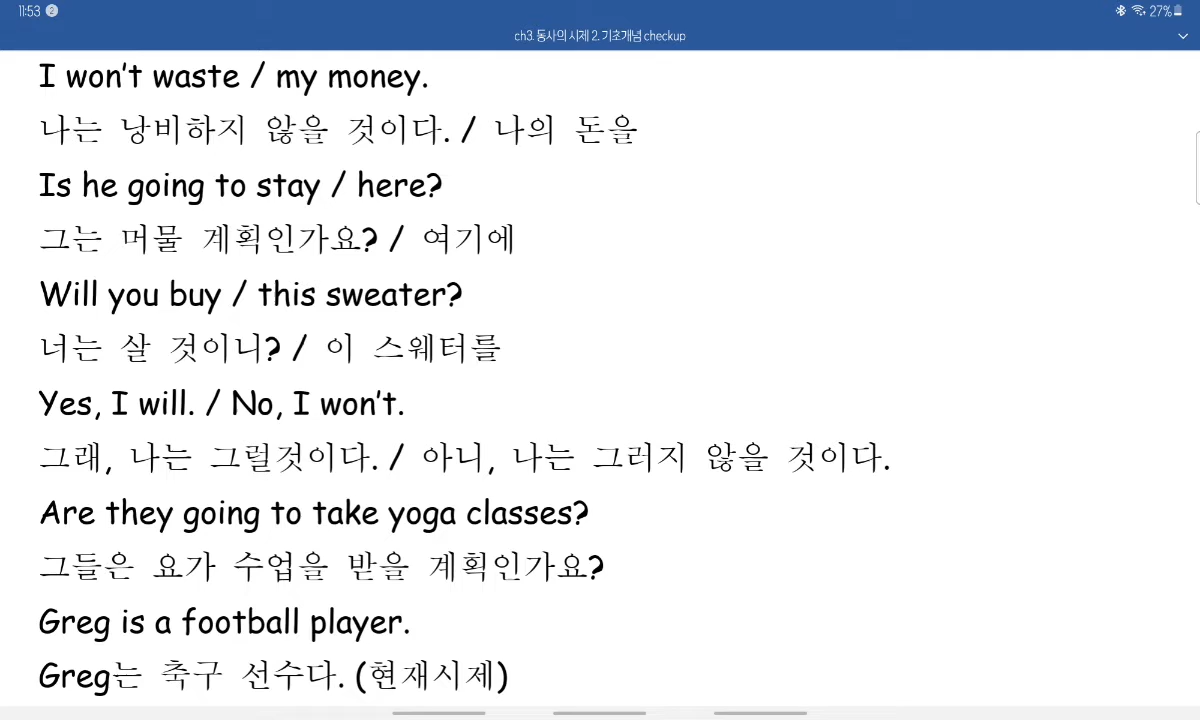 11:53 2 27%
ch3. 동사의 시제 2. 기초개념 checkup
I won't waste / my money.
나는 낭비하지 않을 것이다. / 나의 돈을
Is he going to stay / here?
그는 머물 계획인가요? / 여기에
Will you buy / this sweater?
너는 살 것이니? / 이 스웨터를
Yes, I will. / No, I won't.
그래, 나는 그럴것이다. / 아니, 나는 그러지 않을 것이다.
Are they going to take yoga classes?
그들은 요가 수업을 받을 계획인가요?
Greg is a football player.
Greg는 축구 선수다. (현재시제)